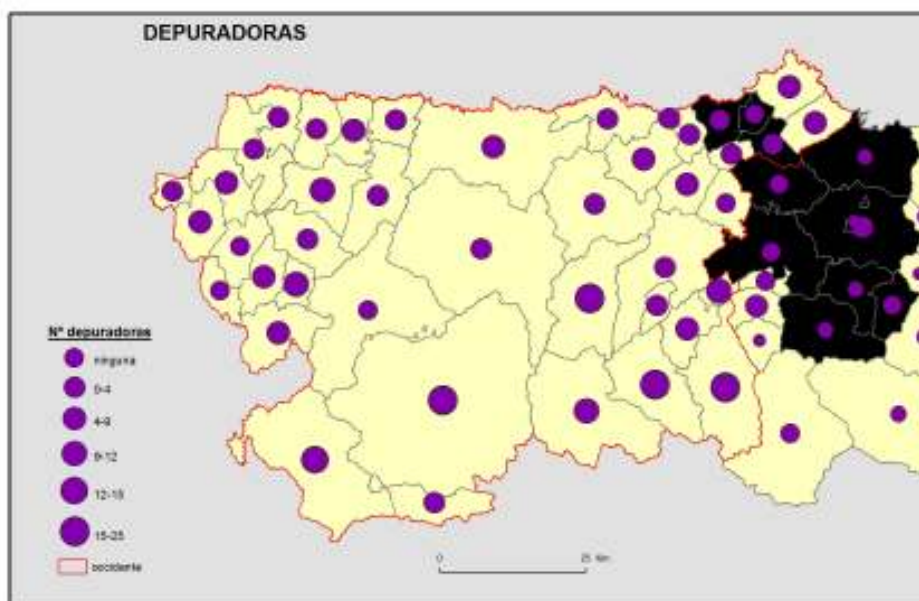 DEPURADORAS
Nº depuradoras
ninguna
0-4
4-8
8-12
12-15
15-25
occidente
0 25 Km